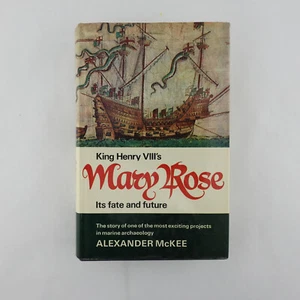 King Henry VIII's
Mary Rose
Its fate and future
The story of one of the most exciting projects
in marine archaeology
ALEXANDER McKEE